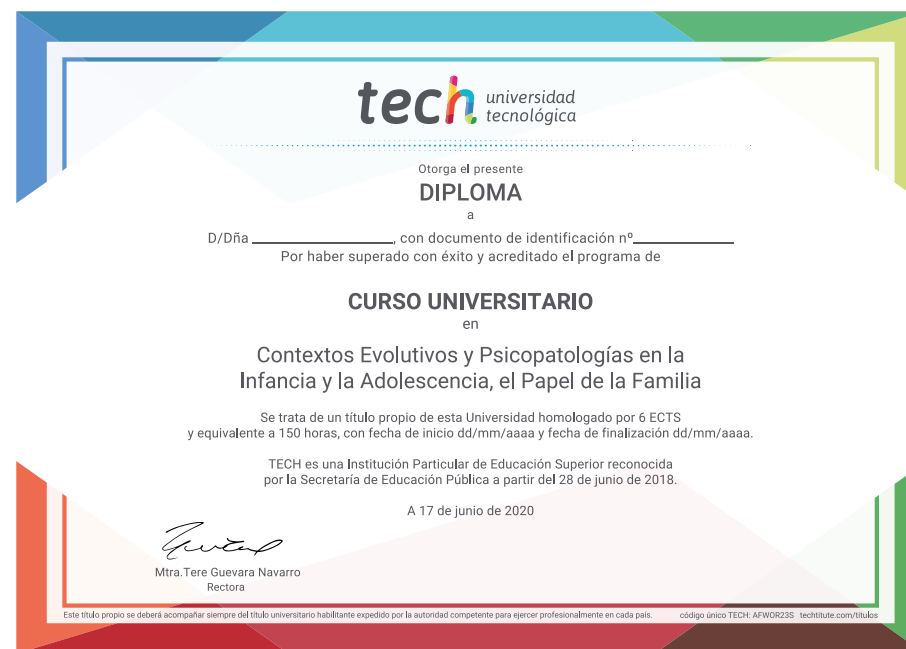 tech universidad
tecnológica
Otorga el presente
DIPLOMA
a
D/Dña ____________, con documento de identificación nº____________
Por haber superado con éxito y acreditado el programa de
CURSO UNIVERSITARIO
en
Contextos Evolutivos y Psicopatologías en la
Infancia y la Adolescencia, el Papel de la Familia
Se trata de un título propio de esta Universidad homologado por 6 ECTS
y equivalente a 150 horas, con fecha de inicio dd/mm/aaaa y fecha de finalización dd/mm/aaaa.
TECH es una Institución Particular de Educación Superior reconocida
por la Secretaría de Educación Pública a partir del 28 de junio de 2018.
A 17 de junio de 2020
Mtra.Tere Guevara Navarro
Rectora
Este título propio se deberá acompañar siempre del título universitario habilitante expedido por la autoridad competente para ejercer profesionalmente en cada país. código único TECH: AFWOR23S techtitute.com/titulos